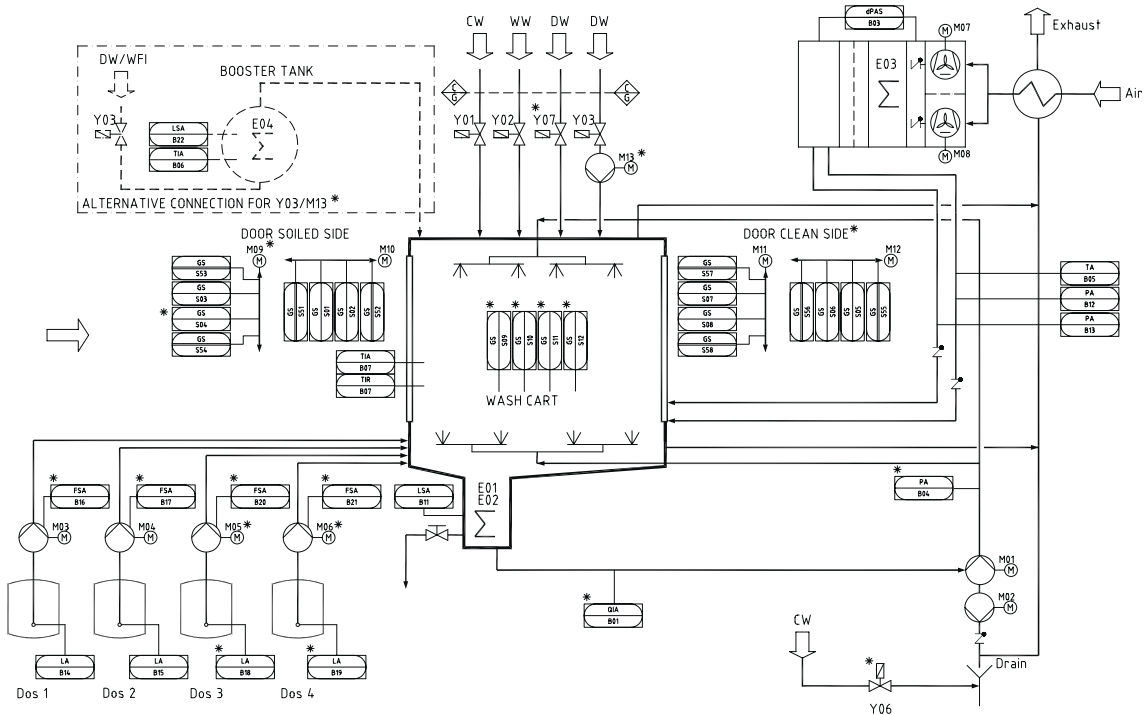 CW WW DW DW
dPAS
B03
M07
Exhaust
DW/WFI
BOOSTER TANK
E03
Air
C
G
C
G
Y03
E04
LSA
B22
TIA
B06
Y01 Y02 * Y07 Y03
M
M13 *
M
M
M08
ALTERNATIVE CONNECTION FOR Y03/M13 *
DOOR SOILED SIDE
DOOR CLEAN SIDE *
M09 *
M
M10
M
M11
M
M12
M
GS
S53
GS
S03
* GS
S04
GS
S54
GS S51
GS S01
GS S02
GS S52
GS
S57
GS
S07
GS
S08
GS
S58
GS S56
GS S06
GS S05
GS S55
TA
B05
PA
B12
PA
B13
* * * *
GS S09
GS S10
GS S11
GS S12
TIA
B07
TIR
B07
WASH CART
* FSA
B16
* FSA
B17
* FSA
B20
* FSA
B21
LSA
B11
E01
E02
* PA
B04
M03
M
M04
M
M05 *
M
M06 *
M
M01
M
M02
M
* QIA
B01
CW
LA
B14
LA
B15
* LA
B18
* LA
B19
Drain
*
Dos 1 Dos 2 Dos 3 Dos 4
Y06